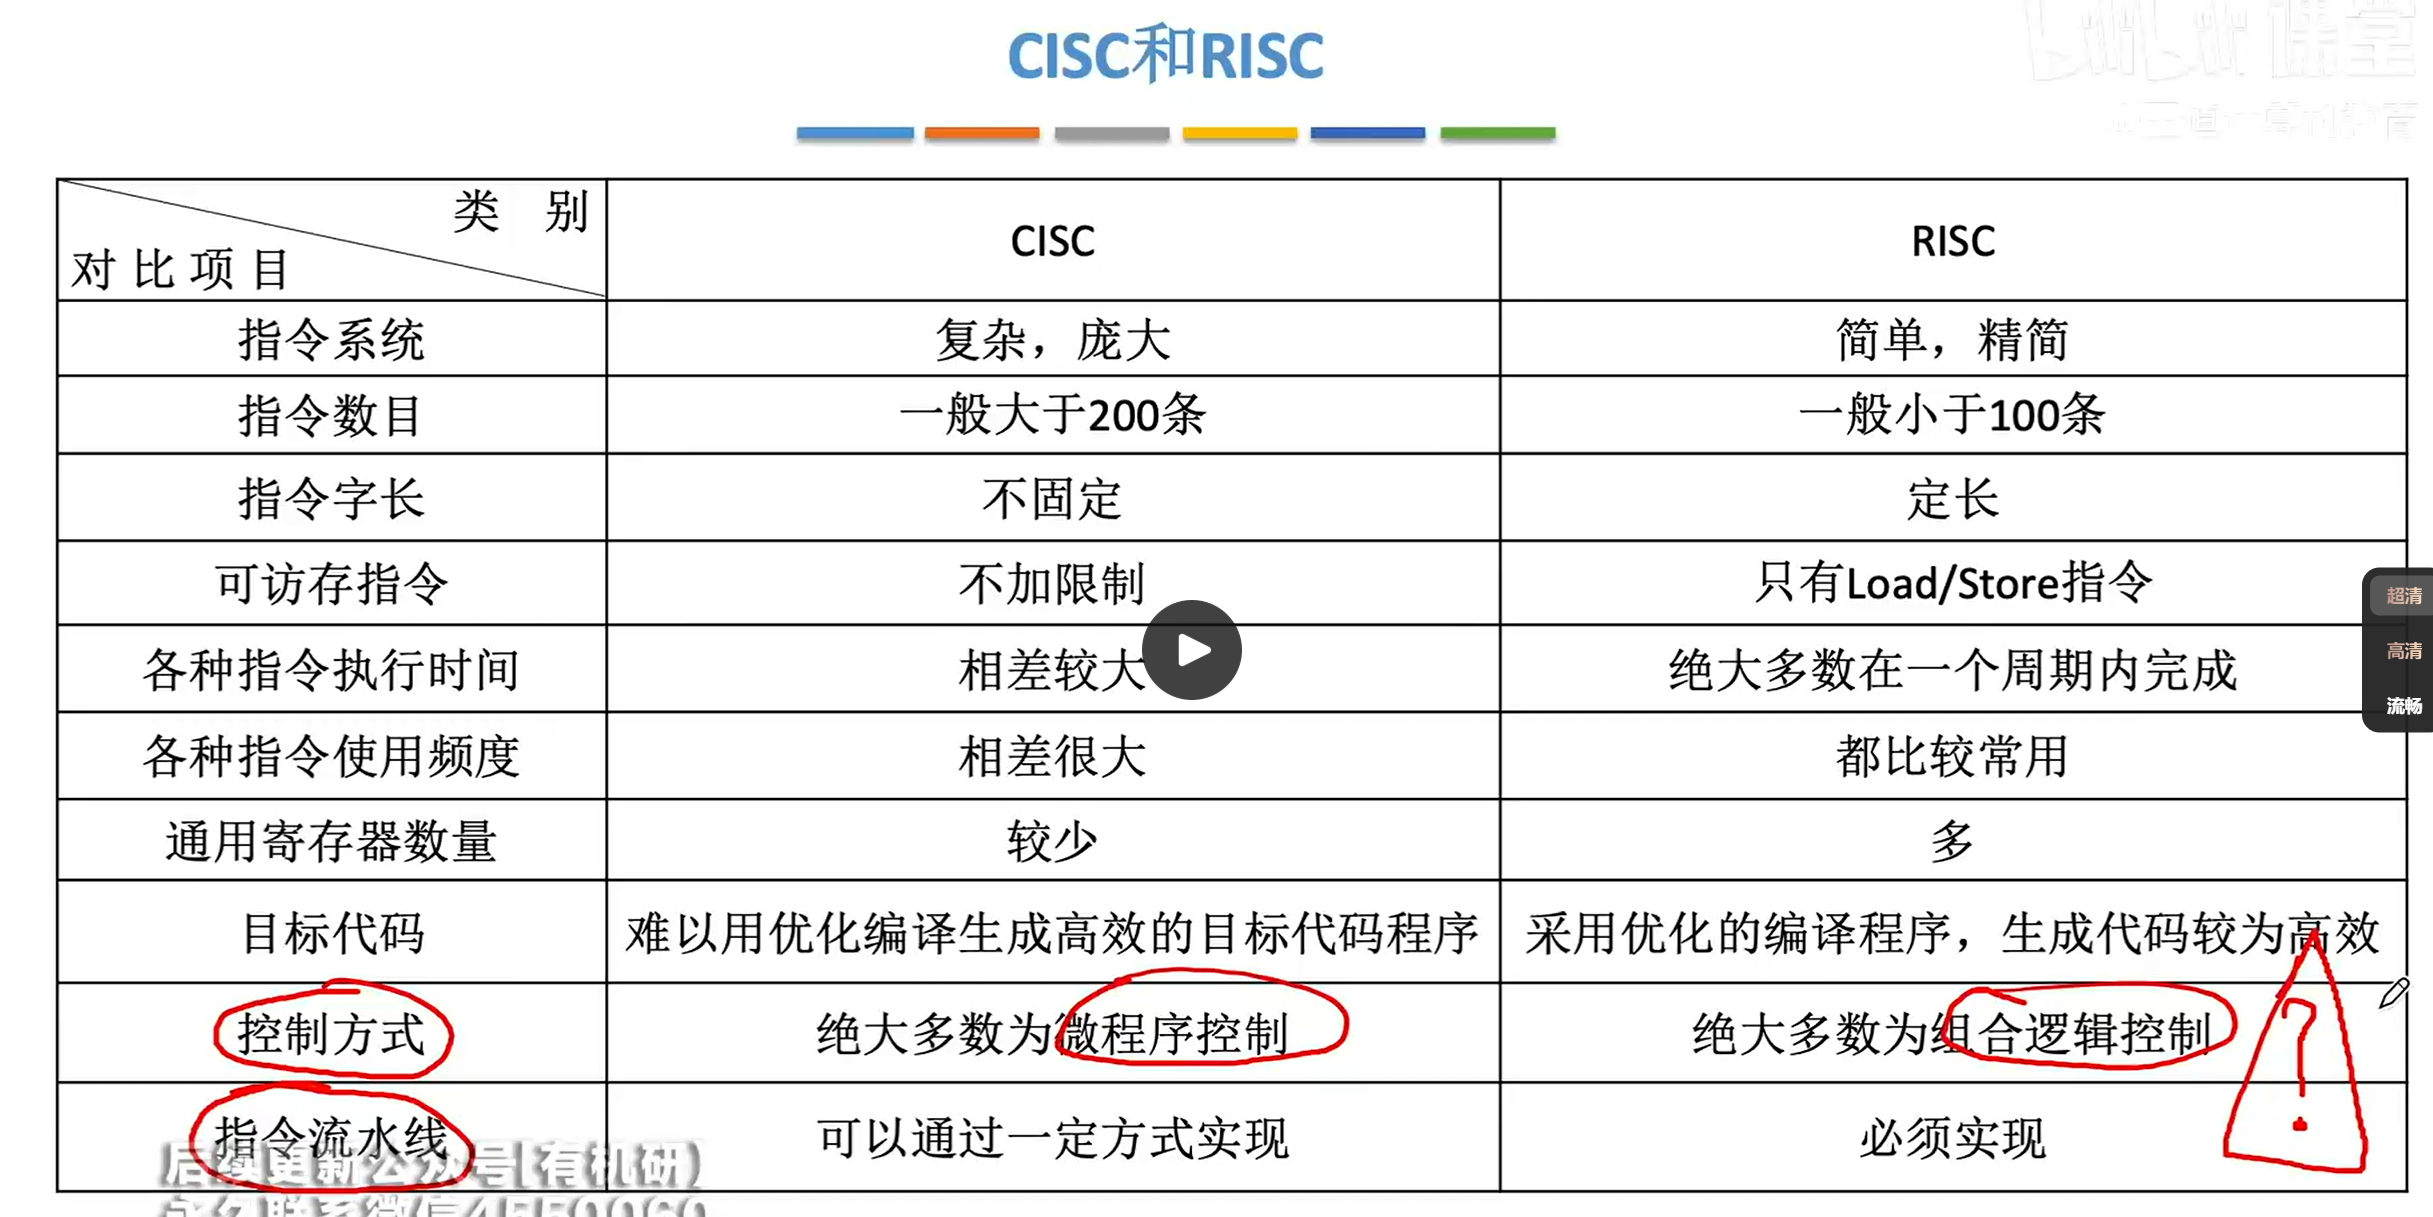 CISC和RISC
类 别
对比项目
CISC
RISC
指令系统
复杂，庞大
简单，精简
指令数目
一般大于200条
一般小于100条
指令字长
不固定
定长
可访存指令
不加限制
只有Load/Store指令
各种指令执行时间
相差较大
绝大多数在一个周期内完成
各种指令使用频度
相差很大
都比较常用
通用寄存器数量
较少
多
目标代码
难以用优化编译生成高效的目标代码程序
采用优化的编译程序，生成代码较为高效
控制方式
绝大多数为微程序控制
绝大多数为组合逻辑控制
?
指令流水线
可以通过一定方式实现
必须实现
超清
高清
流畅
bilibili 课堂
后续更新公众号[有机研)